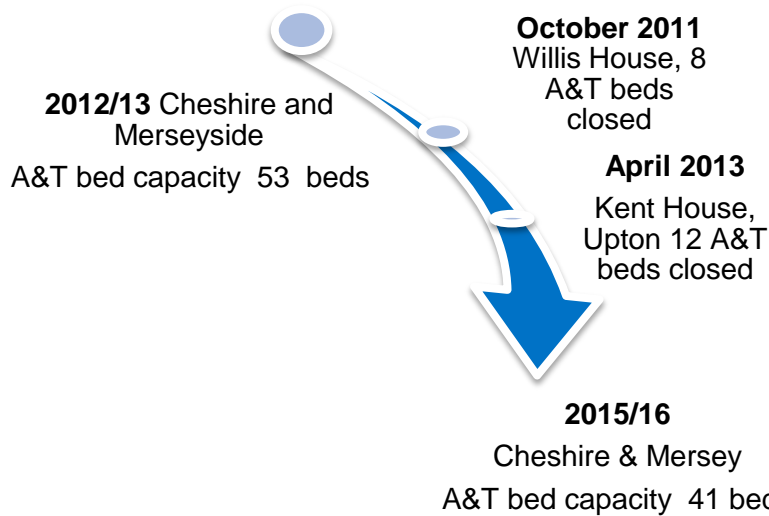 October 2011
Willis House, 8
A&T beds
closed
2012/13 Cheshire and
Merseyside
A&T bed capacity 53 beds
April 2013
Kent House,
Upton 12 A&T
beds closed
2015/16
Cheshire & Mersey
A&T bed capacity 41